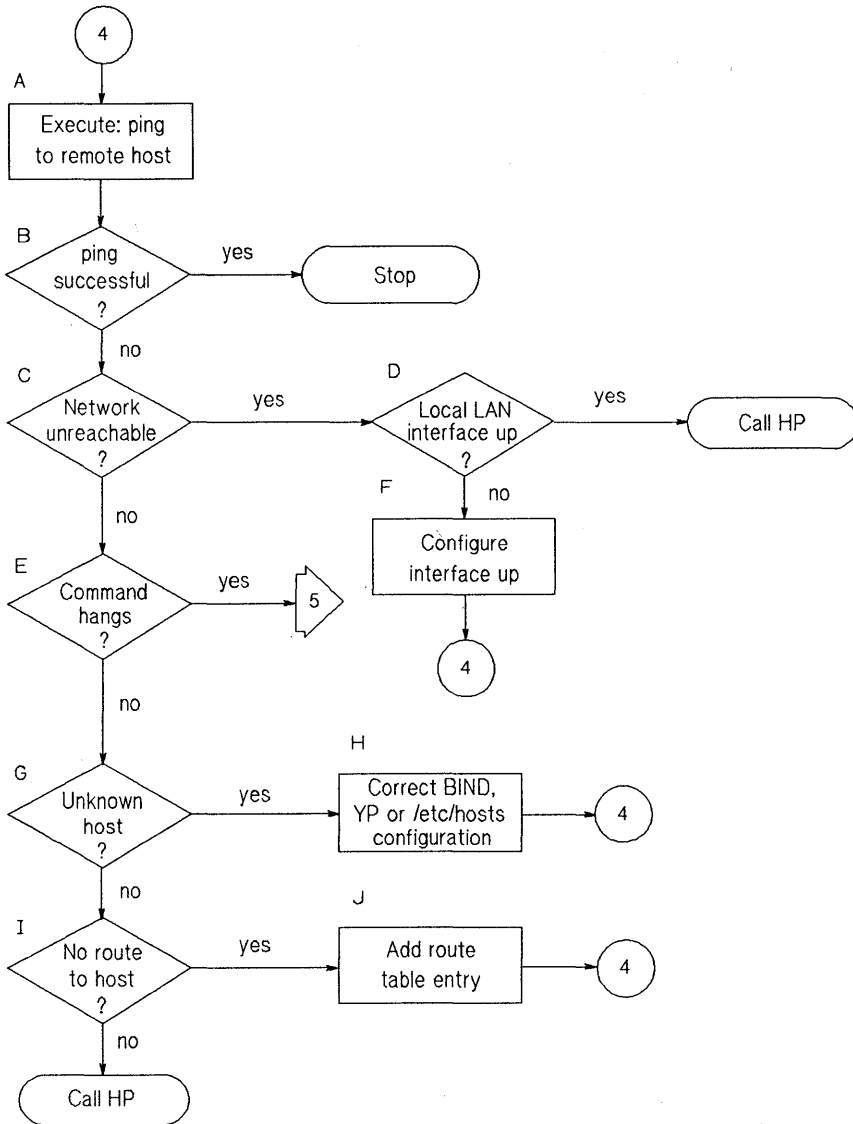 4
A
Execute: ping
to remote host
B
ping
successful
?
yes
Stop
no
C
Network
unreachable
?
yes
D
Local LAN
interface up
?
yes
Call HP
no
F
no
Configure
interface up
E
Command
hangs
?
yes
5
4
no
G
Unknown
host
?
yes
H
Correct BIND,
YP or /etc/hosts
configuration
4
no
I
No route
to host
?
yes
J
Add route
table entry
4
no
Call HP